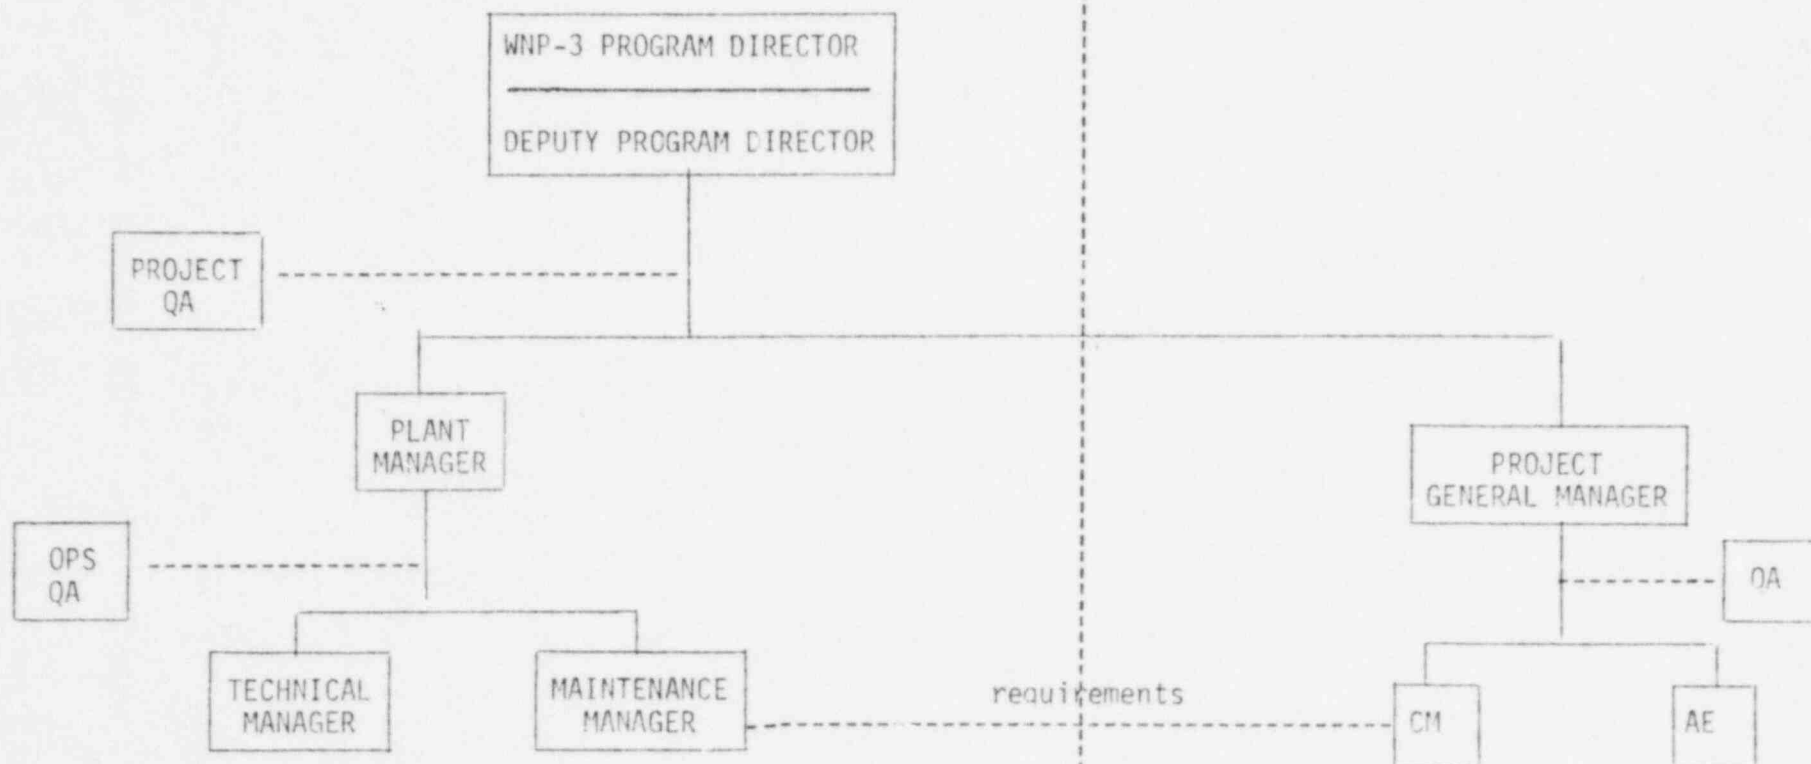 WNP-3 PROGRAM DIRECTOR
DEPUTY PROGRAM DIRECTOR
PROJECT
QA
PLANT
MANAGER
PROJECT
GENERAL MANAGER
OPS
QA
QA
TECHNICAL
MANAGER
MAINTENANCE
MANAGER
requirements
CM
AE